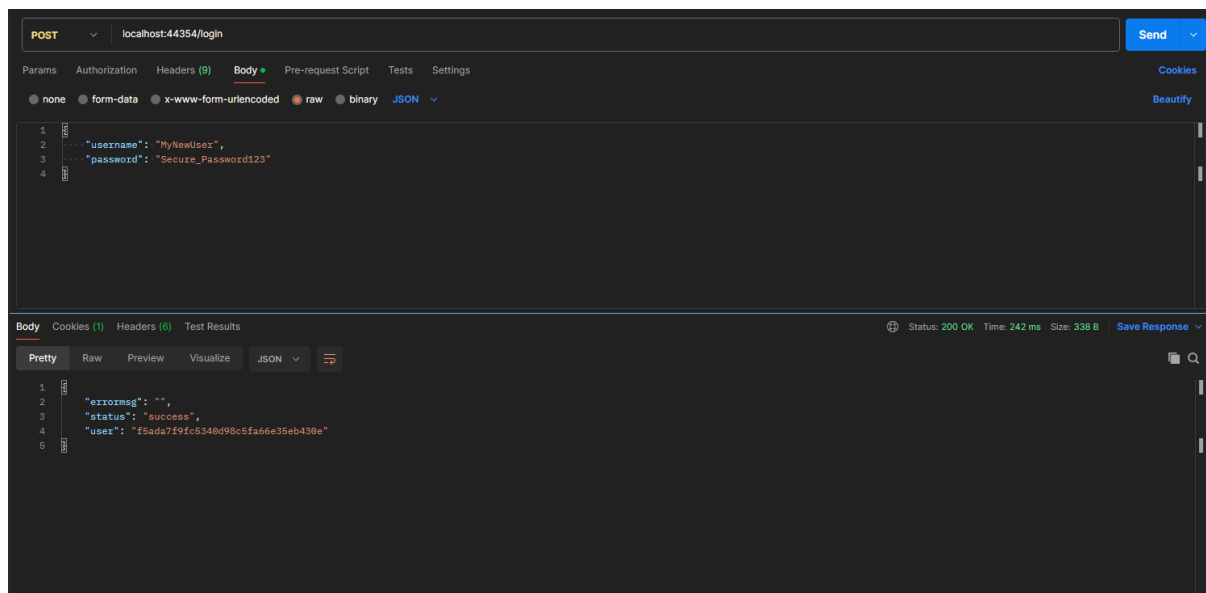 POST localhost:44354/login Send
Params Authorization Headers (9) Body Pre-request Script Tests Settings Cookies
none form-data x-www-form-urlencoded raw binary JSON Beautify
1 {
2 "username": "MyNewUser",
3 "password": "Secure_Password123"
4 }
Body Cookies (1) Headers (6) Test Results Status: 200 OK Time: 242 ms Size: 338 B Save Response
Pretty Raw Preview Visualize JSON
1 {
2 "errormsg": "",
3 "status": "success",
4 "user": "f5ada7f9fc5340d98c5fa66e35eb430e"
5 }